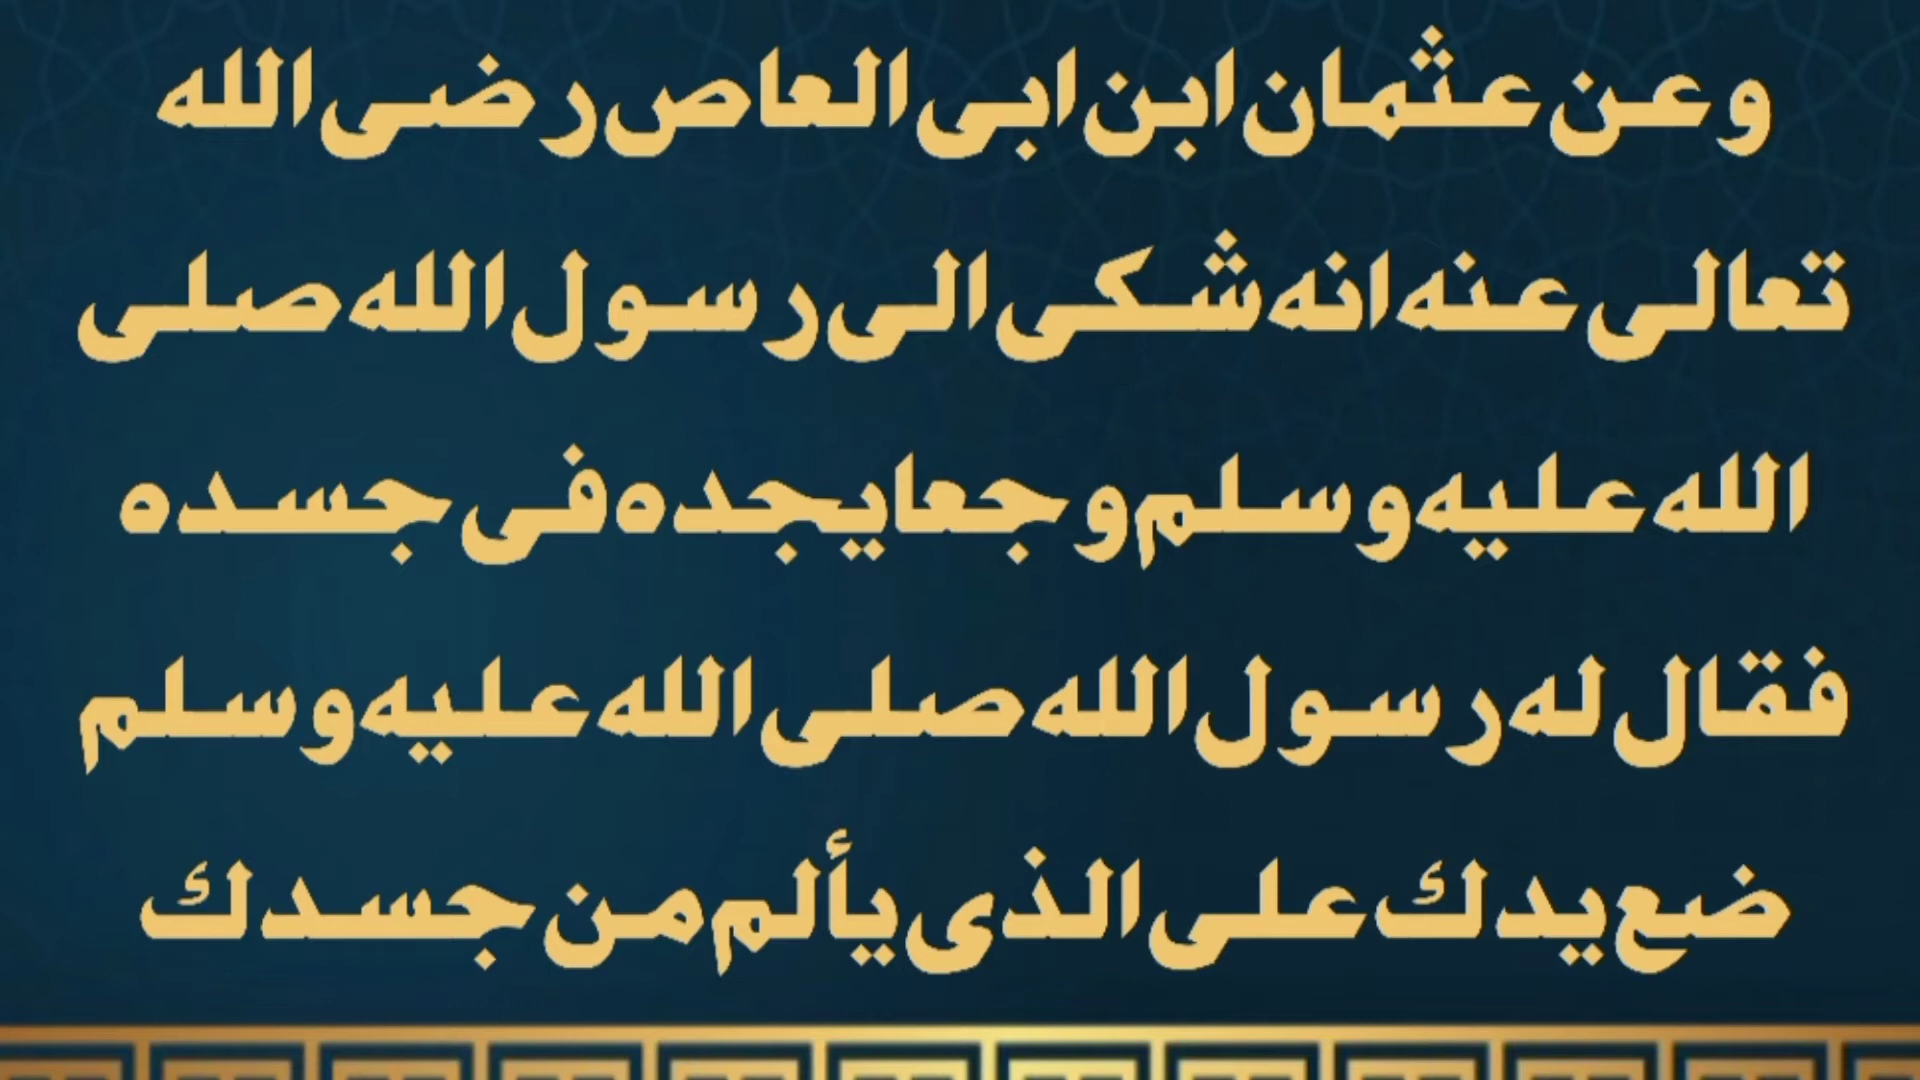 وعن عثمان ابن ابى العاص رضى الله
تعالى عنه انه شكى الى رسول الله صلى
الله عليه وسلم وجعا يجده فى جسده
فقال له رسول الله صلى الله عليه وسلم
ضع يدك على الذى يألم من جسدك